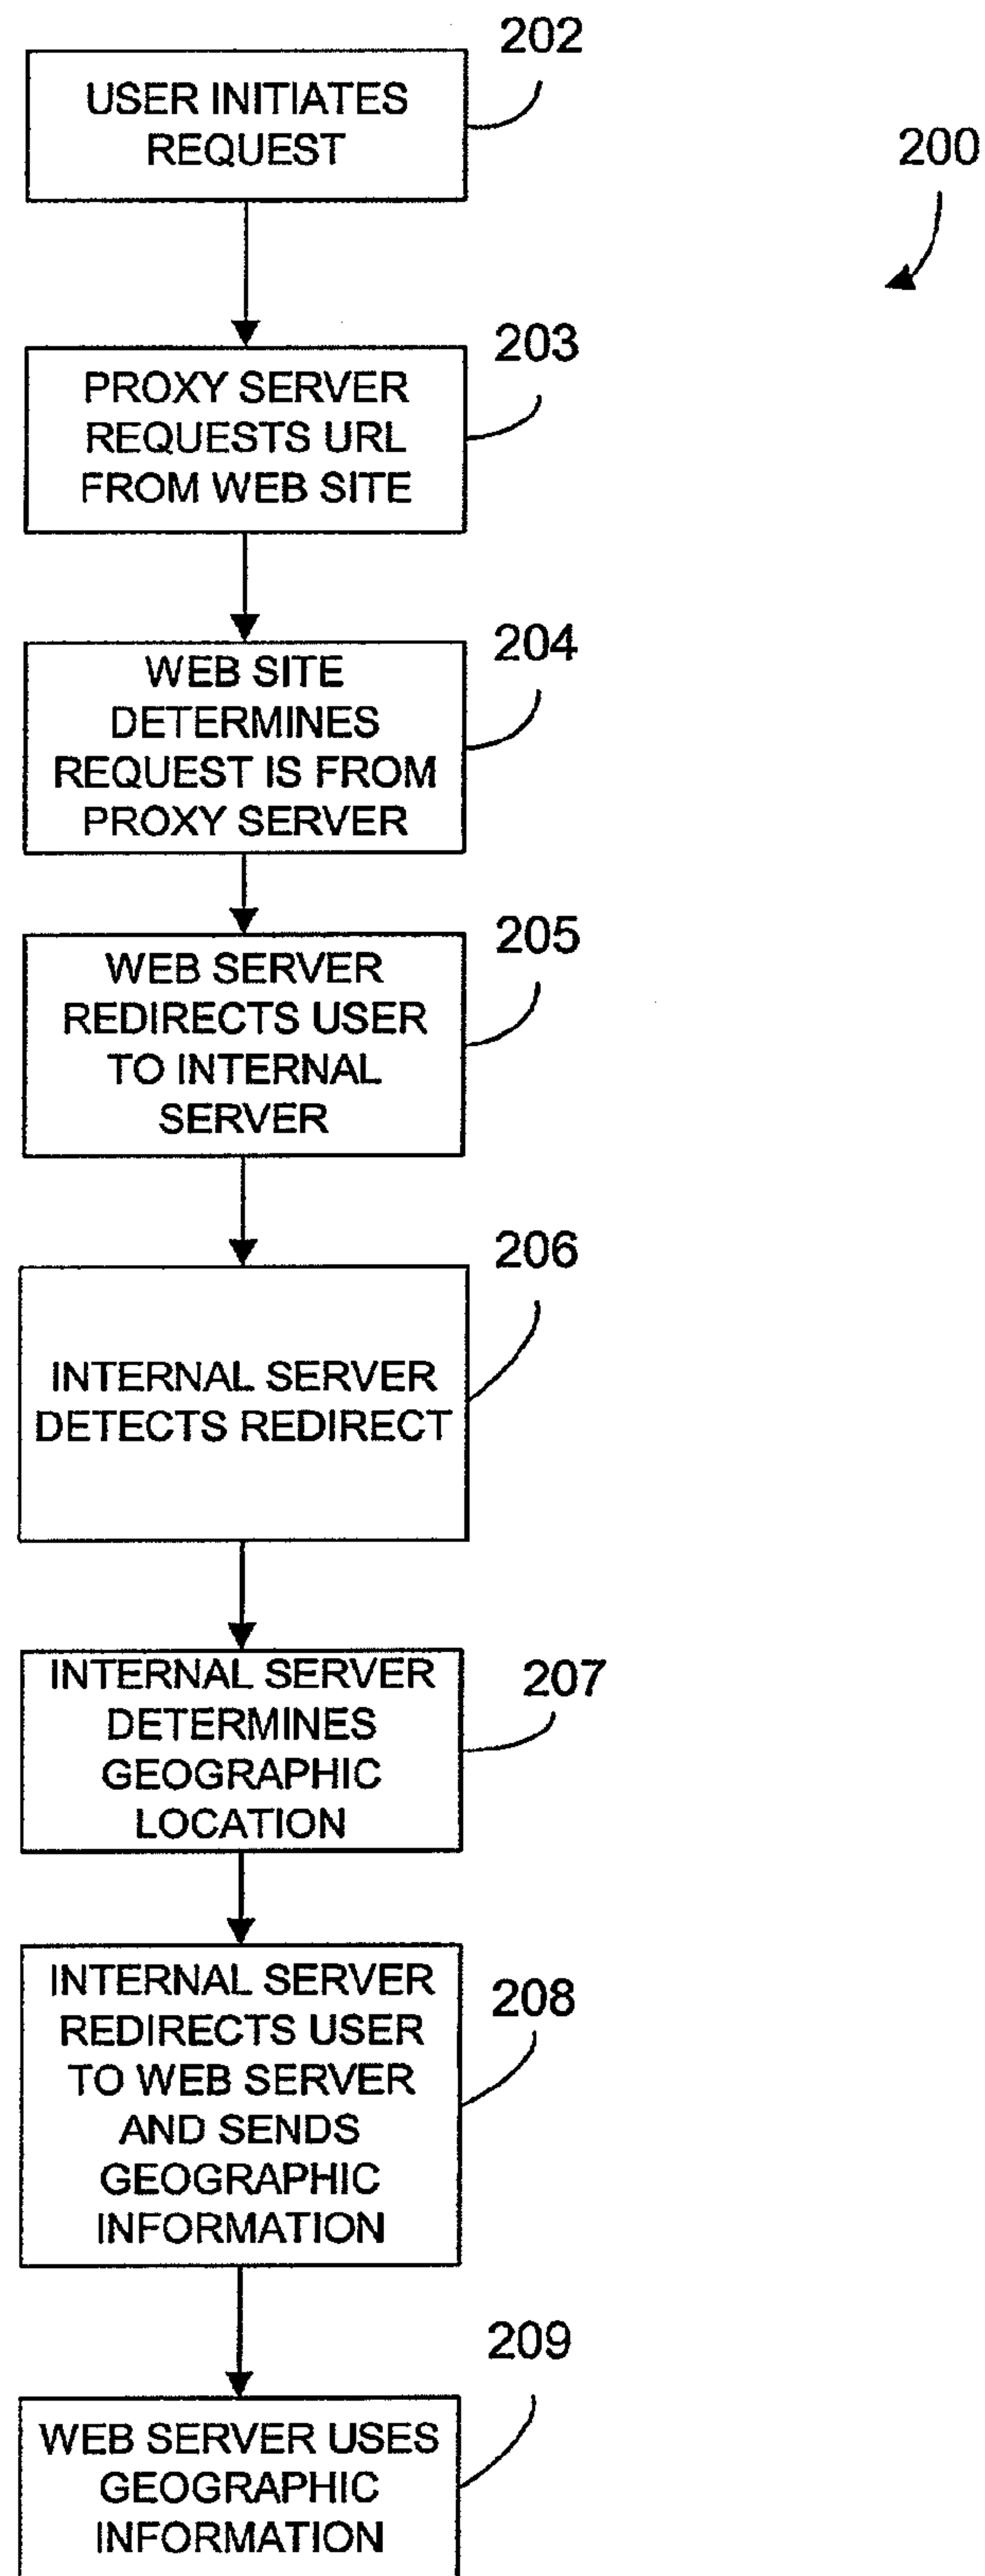 202
USER INITIATES
REQUEST
200
203
PROXY SERVER
REQUESTS URL
FROM WEB SITE
204
WEB SITE
DETERMINES
REQUEST IS FROM
PROXY SERVER
205
WEB SERVER
REDIRECTS USER
TO INTERNAL
SERVER
206
INTERNAL SERVER
DETECTS REDIRECT
207
INTERNAL SERVER
DETERMINES
GEOGRAPHIC
LOCATION
208
INTERNAL SERVER
REDIRECTS USER
TO WEB SERVER
AND SENDS
GEOGRAPHIC
INFORMATION
209
WEB SERVER USES
GEOGRAPHIC
INFORMATION